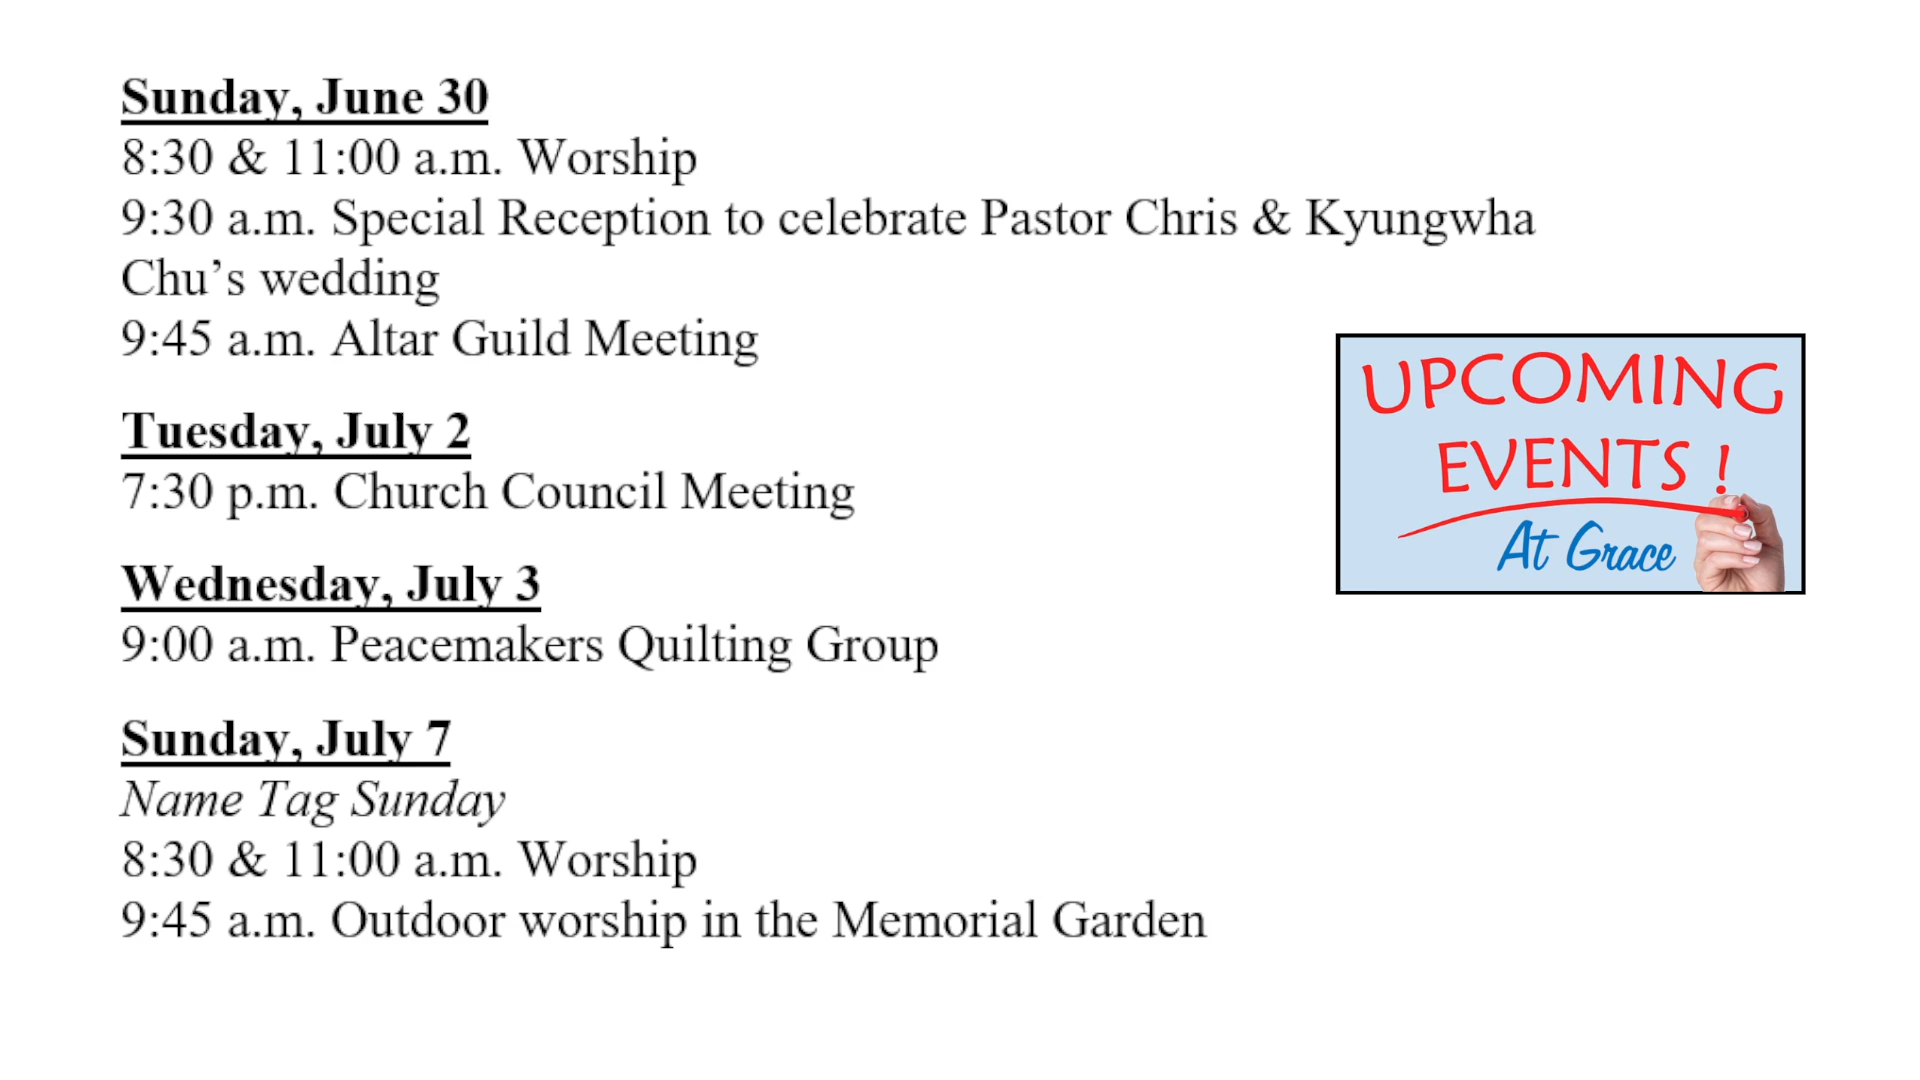 Sunday, June 30
8:30 & 11:00 a.m. Worship
9:30 a.m. Special Reception to celebrate Pastor Chris & Kyungwha
Chu’s wedding
9:45 a.m. Altar Guild Meeting
Tuesday, July 2
7:30 p.m. Church Council Meeting
Wednesday, July 3
9:00 a.m. Peacemakers Quilting Group
Sunday, July 7
Name Tag Sunday
8:30 & 11:00 a.m. Worship
9:45 a.m. Outdoor worship in the Memorial Garden
UPCOMING
EVENTS !
At Grace